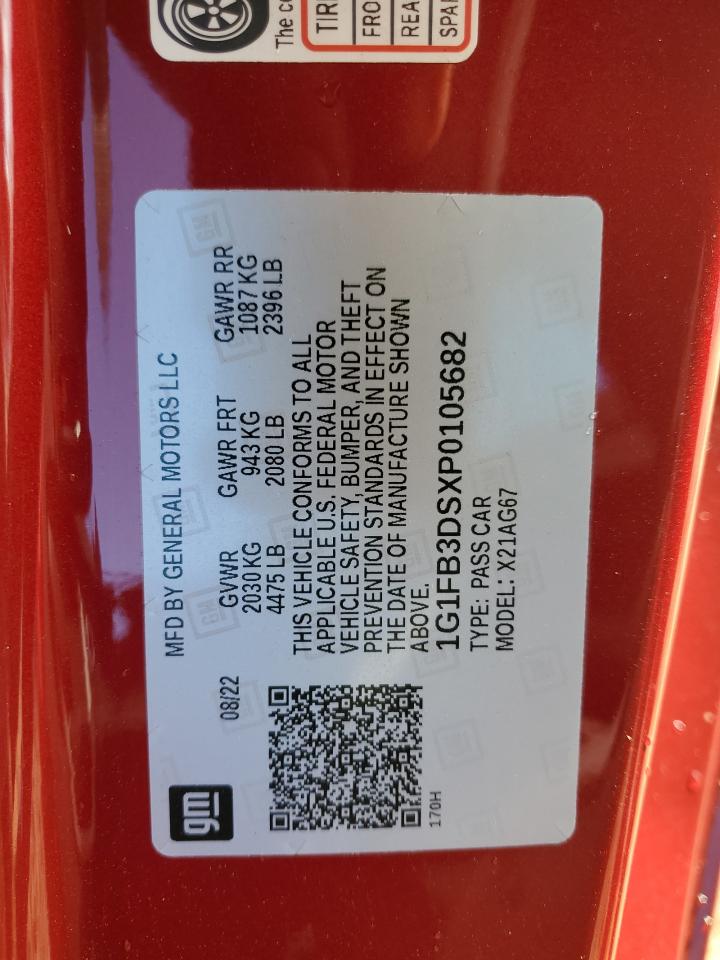 The
TIR
FRO
REA
SPA
gm
MFD BY GENERAL MOTORS LLC
08/22 GVWR GAWR FRT GAWR RR
2030 KG 943 KG 1087 KG
4475 LB 2080 LB 2396 LB
THIS VEHICLE CONFORMS TO ALL
APPLICABLE U.S. FEDERAL MOTOR
VEHICLE SAFETY, BUMPER, AND THEFT
PREVENTION STANDARDS IN EFFECT ON
THE DATE OF MANUFACTURE SHOWN
ABOVE.
170H
1G1FB3DSXP0105682
TYPE: PASS CAR
MODEL: X21AG67